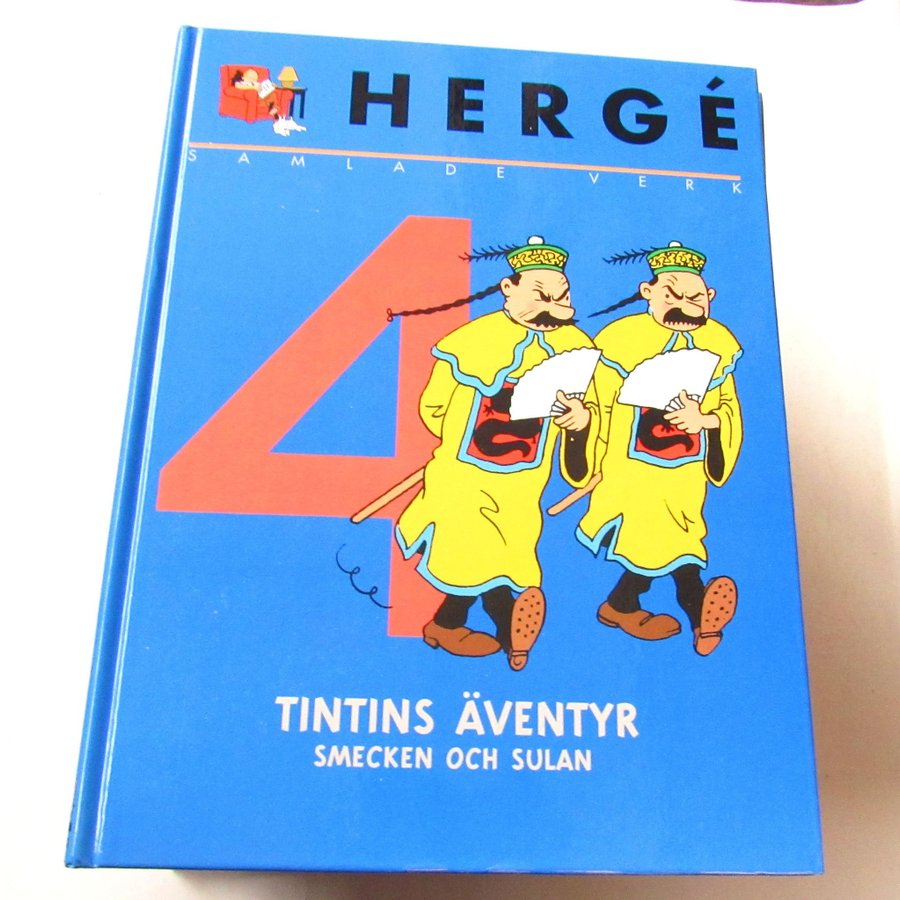 HERGÉ
SAMLADE VERK
4
TINTINS ÄVENTYR
SMECKEN OCH SULAN